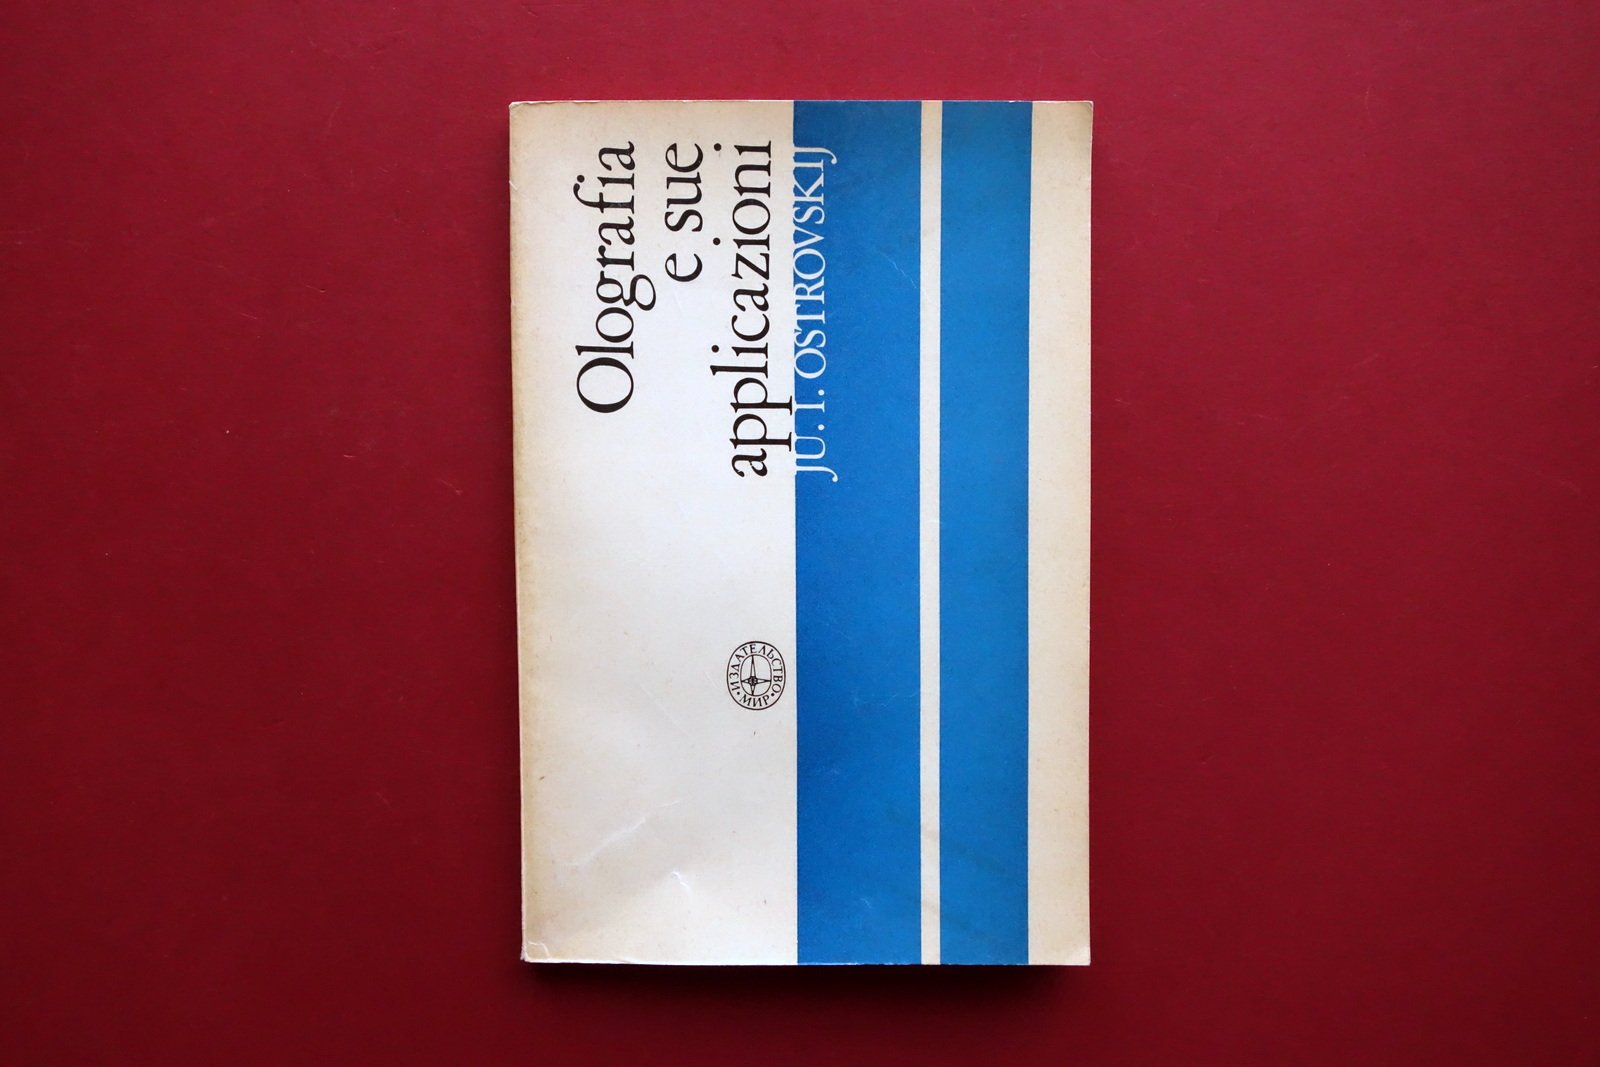 Olografia
e sue
applicazioni
JU. I. OSTROVSKIJ
ИЗДАТЕЛЬСТВО
• МИР •